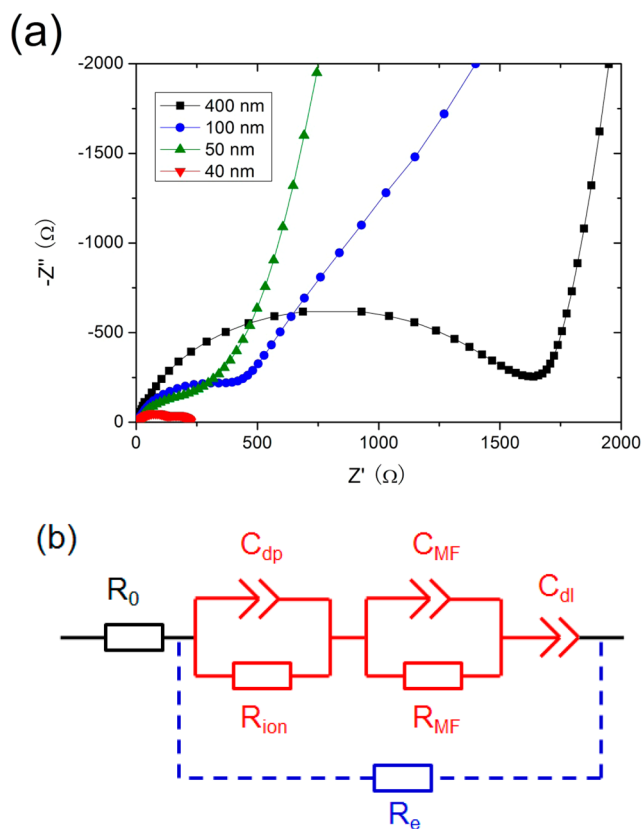 (a)
-2000
-1500
-1000
-500
0
-Z'' (Ω)
400 nm
100 nm
50 nm
40 nm
0 500 1000 1500 2000
Z' (Ω)
(b)
R0
Cdp
Rion
CMF
RMF
Cdl
Re